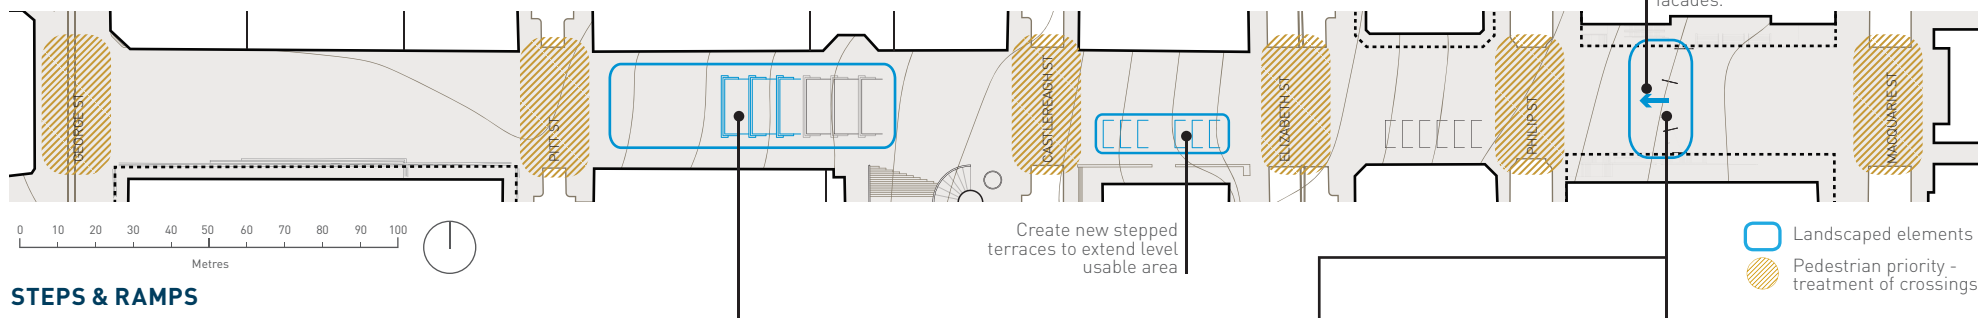 facades.
GEORGE ST
PITT ST
CASTLEREAGH ST
ELIZABETH ST
PHILIP ST
MACQUARIE ST
0 10 20 30 40 50 60 70 80 90 100
Metres
Create new stepped
terraces to extend level
usable area
Landscaped elements
Pedestrian priority -
treatment of crossings
STEPS & RAMPS